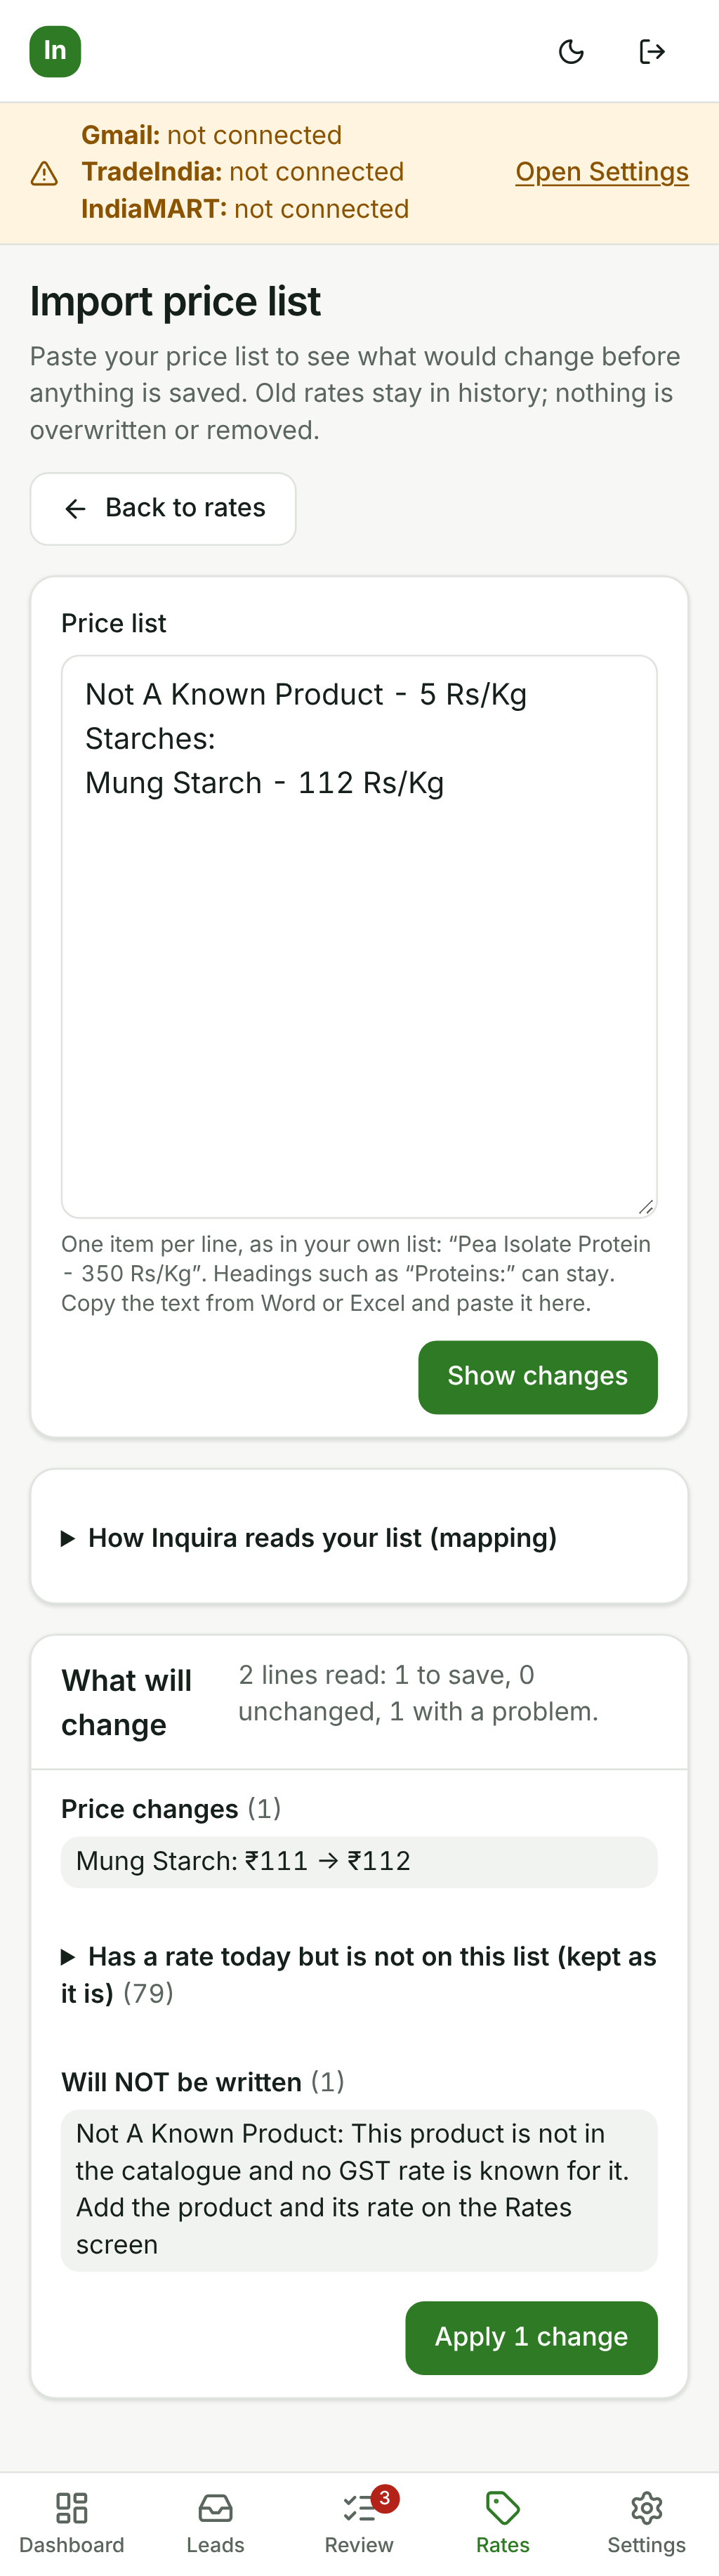 In
Gmail: not connected
TradeIndia: not connected
IndiaMART: not connected
Open Settings
Import price list
Paste your price list to see what would change before
anything is saved. Old rates stay in history; nothing is
overwritten or removed.
Back to rates
Price list
Not A Known Product - 5 Rs/Kg
Starches:
Mung Starch - 112 Rs/Kg
One item per line, as in your own list: “Pea Isolate Protein
- 350 Rs/Kg”. Headings such as “Proteins:” can stay.
Copy the text from Word or Excel and paste it here.
Show changes
How Inquira reads your list (mapping)
What will
change
2 lines read: 1 to save, 0
unchanged, 1 with a problem.
Price changes (1)
Mung Starch: ₹111 → ₹112
Has a rate today but is not on this list (kept as
it is) (79)
Will NOT be written (1)
Not A Known Product: This product is not in
the catalogue and no GST rate is known for it.
Add the product and its rate on the Rates
screen
Apply 1 change
3
Dashboard
Leads
Review
Rates
Settings